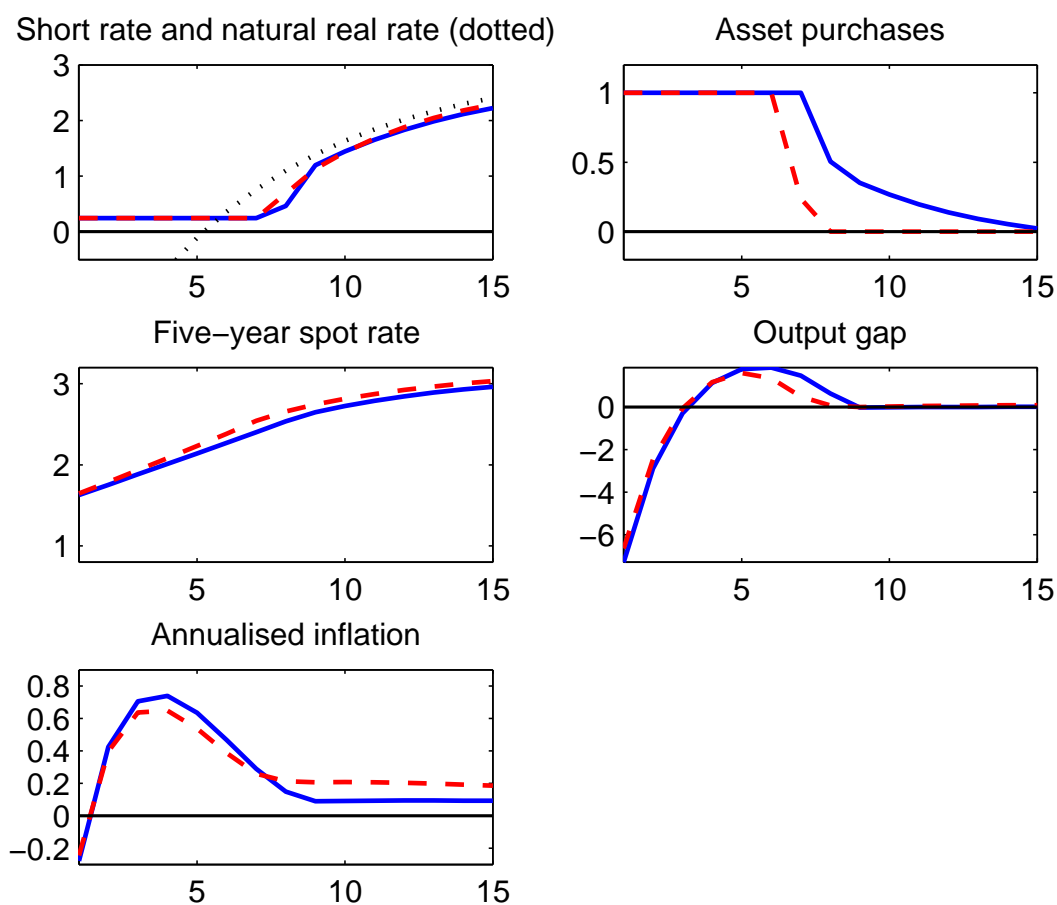 Short rate and natural real rate (dotted)
3
2
1
0
5 10 15
Asset purchases
1
0.5
0
5 10 15
Five−year spot rate
3
2
1
5 10 15
Output gap
0
−2
−4
−6
5 10 15
Annualised inflation
0.8
0.6
0.4
0.2
0
−0.2
5 10 15